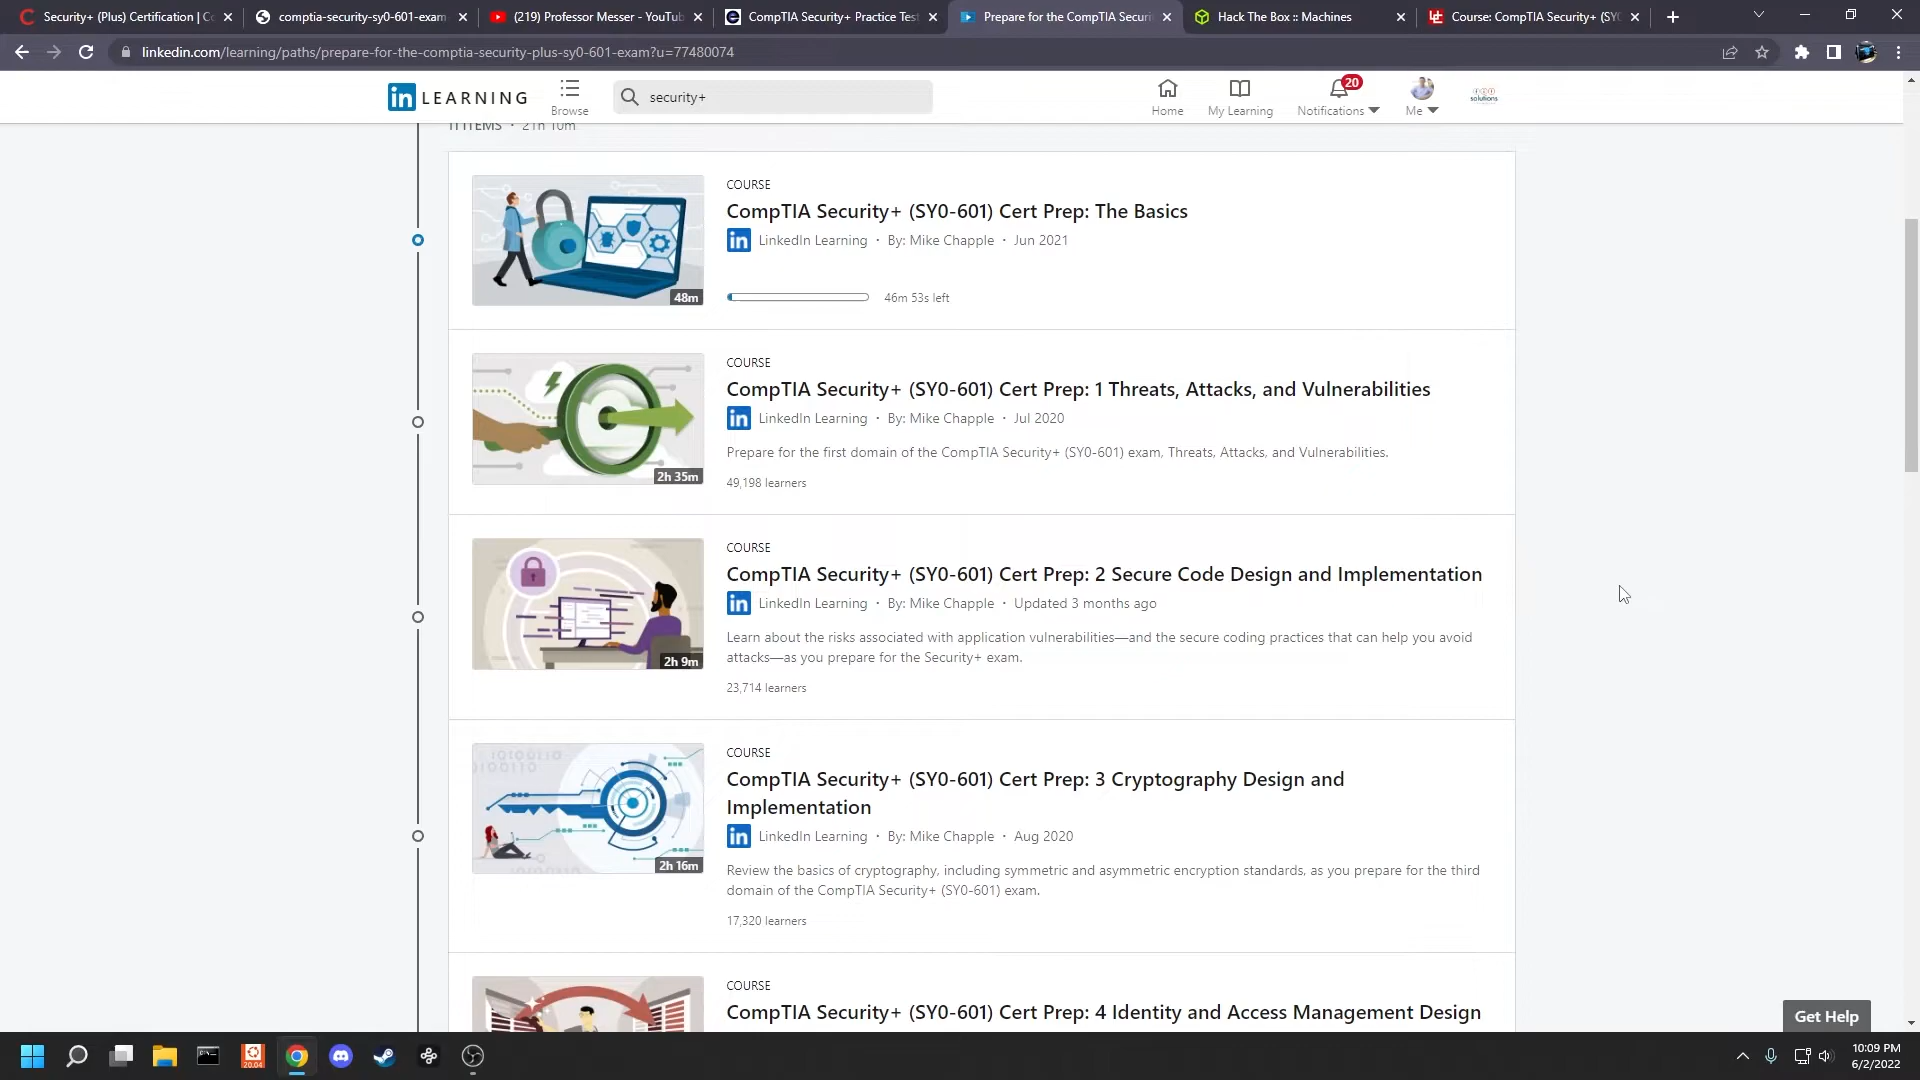 Security+ (Plus) Certification | Co
comptia-security-sy0-601-exam
(219) Professor Messer - YouTub
CompTIA Security+ Practice Test
Prepare for the CompTIA Securi
Hack The Box :: Machines
Course: CompTIA Security+ (SY
linkedin.com/learning/paths/prepare-for-the-comptia-security-plus-sy0-601-exam?u=77480074
in LEARNING
Browse
security+
Home
My Learning
20
Notifications
Me
solutions
11 ITEMS · 21h 10m
COURSE
CompTIA Security+ (SY0-601) Cert Prep: The Basics
in LinkedIn Learning · By: Mike Chapple · Jun 2021
48m
46m 53s left
COURSE
CompTIA Security+ (SY0-601) Cert Prep: 1 Threats, Attacks, and Vulnerabilities
in LinkedIn Learning · By: Mike Chapple · Jul 2020
Prepare for the first domain of the CompTIA Security+ (SY0-601) exam, Threats, Attacks, and Vulnerabilities.
2h 35m
49,198 learners
COURSE
CompTIA Security+ (SY0-601) Cert Prep: 2 Secure Code Design and Implementation
in LinkedIn Learning · By: Mike Chapple · Updated 3 months ago
Learn about the risks associated with application vulnerabilities—and the secure coding practices that can help you avoid
attacks—as you prepare for the Security+ exam.
2h 9m
23,714 learners
COURSE
CompTIA Security+ (SY0-601) Cert Prep: 3 Cryptography Design and
Implementation
in LinkedIn Learning · By: Mike Chapple · Aug 2020
2h 16m
Review the basics of cryptography, including symmetric and asymmetric encryption standards, as you prepare for the third
domain of the CompTIA Security+ (SY0-601) exam.
17,320 learners
COURSE
CompTIA Security+ (SY0-601) Cert Prep: 4 Identity and Access Management Design
Get Help
20.04
10:09 PM
6/2/2022